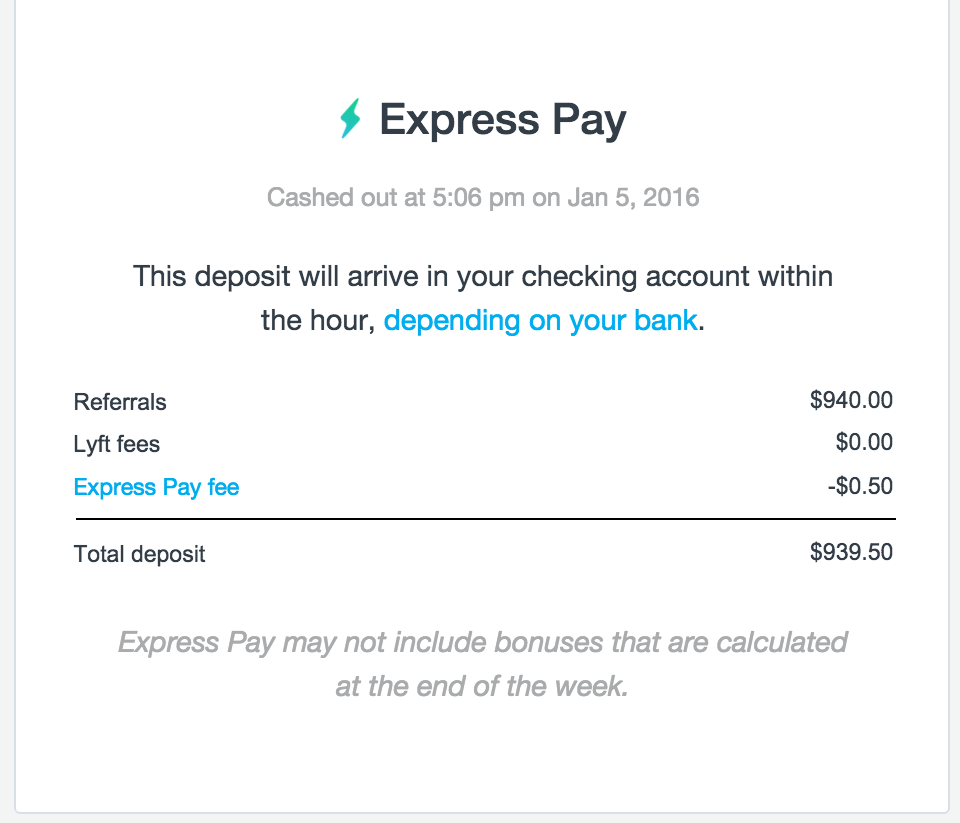 Express Pay
Cashed out at 5:06 pm on Jan 5, 2016
This deposit will arrive in your checking account within
the hour, depending on your bank.
Referrals $940.00
Lyft fees $0.00
Express Pay fee -$0.50
Total deposit $939.50
Express Pay may not include bonuses that are calculated
at the end of the week.